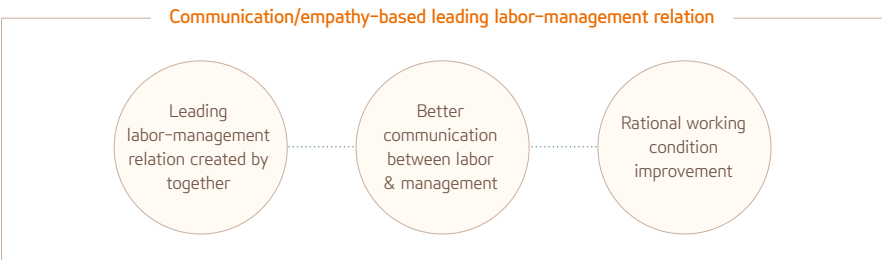 Communication/empathy-based leading labor-management relation
Leading
labor-management
relation created by
together
Better
communication
between labor
& management
Rational working
condition
improvement